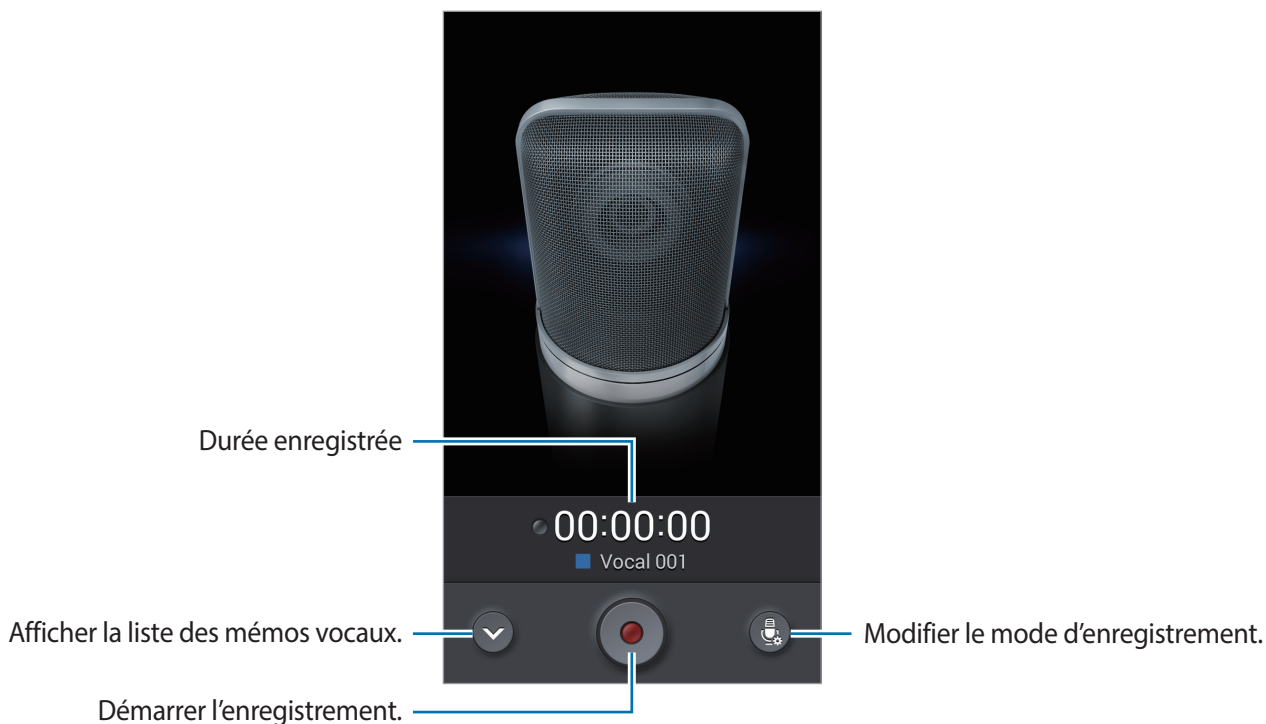 Durée enregistrée
00:00:00
Vocal 001
Afficher la liste des mémos vocaux.
Modifier le mode d’enregistrement.
Démarrer l’enregistrement.